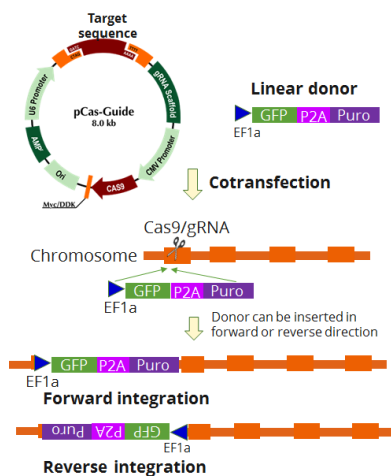 Target
sequence
U6 Promoter
gRNA Scaffold
pCas-Guide
8.0 kb
AMP
CMV Promoter
Ori
CAS9
Myc/DDK
Linear donor
GFP P2A Puro
EF1a
Cotransfection
Cas9/gRNA
Chromosome
GFP P2A Puro
EF1a
Donor can be inserted in
forward or reverse direction
GFP P2A Puro
EF1a
Forward integration
Puro P2A GFP
EF1a
Reverse integration